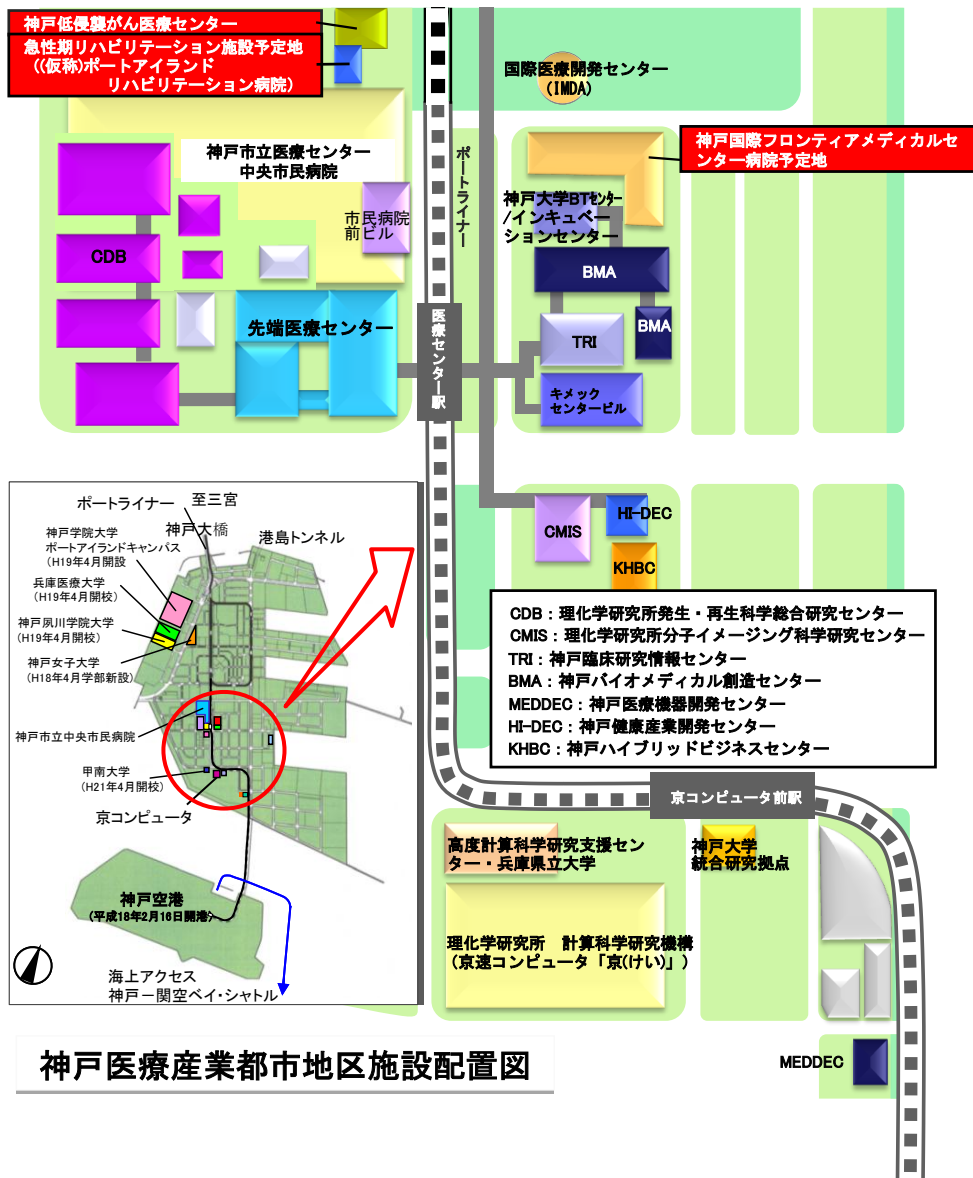 神戸低侵襲がん医療センター
急性期リハビリテーション施設予定地
((仮称)ポートアイランド
リハビリテーション病院)
国際医療開発センター
(IMDA)
神戸市立医療センター
中央市民病院
ポートライナー
神戸国際フロンティアメディカルセ
ンター病院予定地
市民病院
前ビル
神戸大学BTセンター
/インキュベー
ションセンター
CDB
BMA
BMA
先端医療センター
医療センター駅
TRI
キメック
センタービル
CMIS
HI-DEC
KHBC
CDB:理化学研究所発生・再生科学総合研究センター
CMIS:理化学研究所分子イメージング科学研究センター
TRI:神戸臨床研究情報センター
BMA:神戸バイオメディカル創造センター
MEDDEC:神戸医療機器開発センター
HI-DEC:神戸健康産業開発センター
KHBC:神戸ハイブリッドビジネスセンター
ポートライナー
至三宮
神戸大橋
港島トンネル
神戸学院大学
ポートアイランドキャンパス
(H19年4月開設
兵庫医療大学
(H19年4月開校)
神戸夙川学院大学
(H19年4月開校)
神戸女子大学
(H18年4月学部新設)
神戸市立中央市民病院
甲南大学
(H21年4月開校)
京コンピュータ
神戸空港
(平成18年2月16日開港)
海上アクセス
神戸－関空ベイ・シャトル
京コンピュータ前駅
高度計算科学研究支援セン
ター・兵庫県立大学
神戸大学
統合研究拠点
理化学研究所　計算科学研究機構
(京速コンピュータ「京(けい)」)
MEDDEC
神戸医療産業都市地区施設配置図